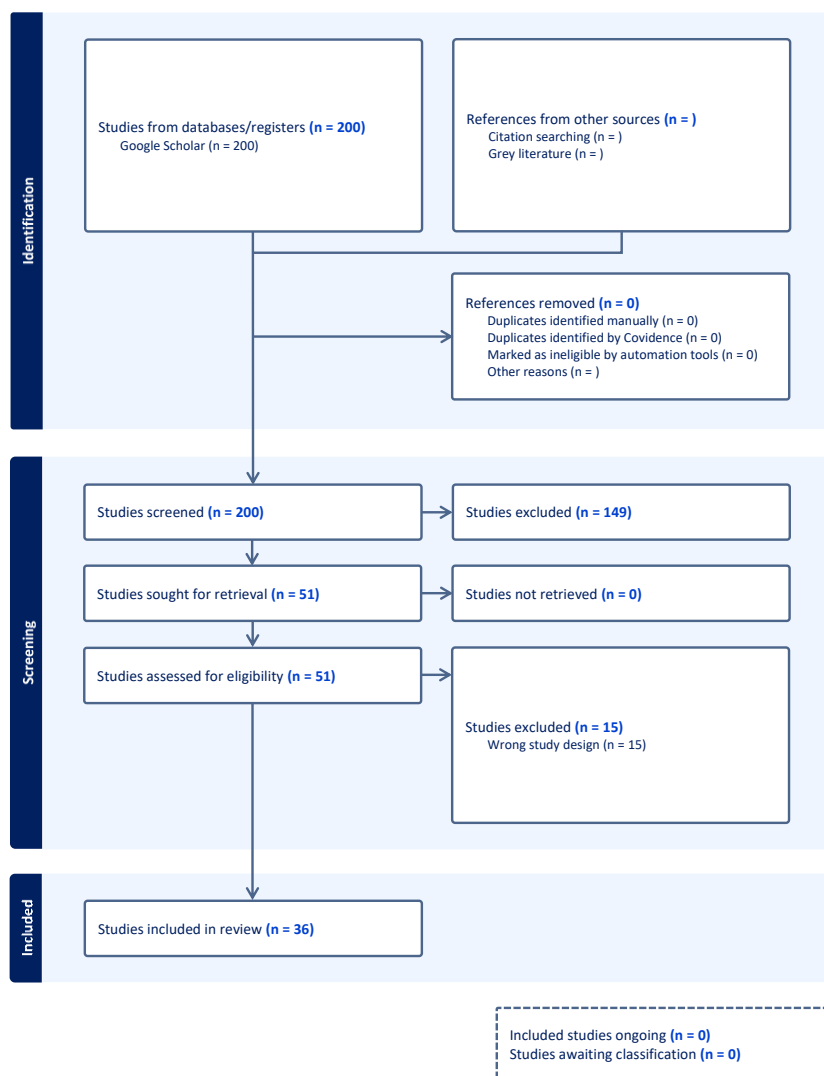 Identification
Studies from databases/registers (n = 200)
Google Scholar (n = 200)
References from other sources (n = )
Citation searching (n = )
Grey literature (n = )
References removed (n = 0)
Duplicates identified manually (n = 0)
Duplicates identified by Covidence (n = 0)
Marked as ineligible by automation tools (n = 0)
Other reasons (n = )
Screening
Studies screened (n = 200)
Studies excluded (n = 149)
Studies sought for retrieval (n = 51)
Studies not retrieved (n = 0)
Studies assessed for eligibility (n = 51)
Studies excluded (n = 15)
Wrong study design (n = 15)
Included
Studies included in review (n = 36)
Included studies ongoing (n = 0)
Studies awaiting classification (n = 0)